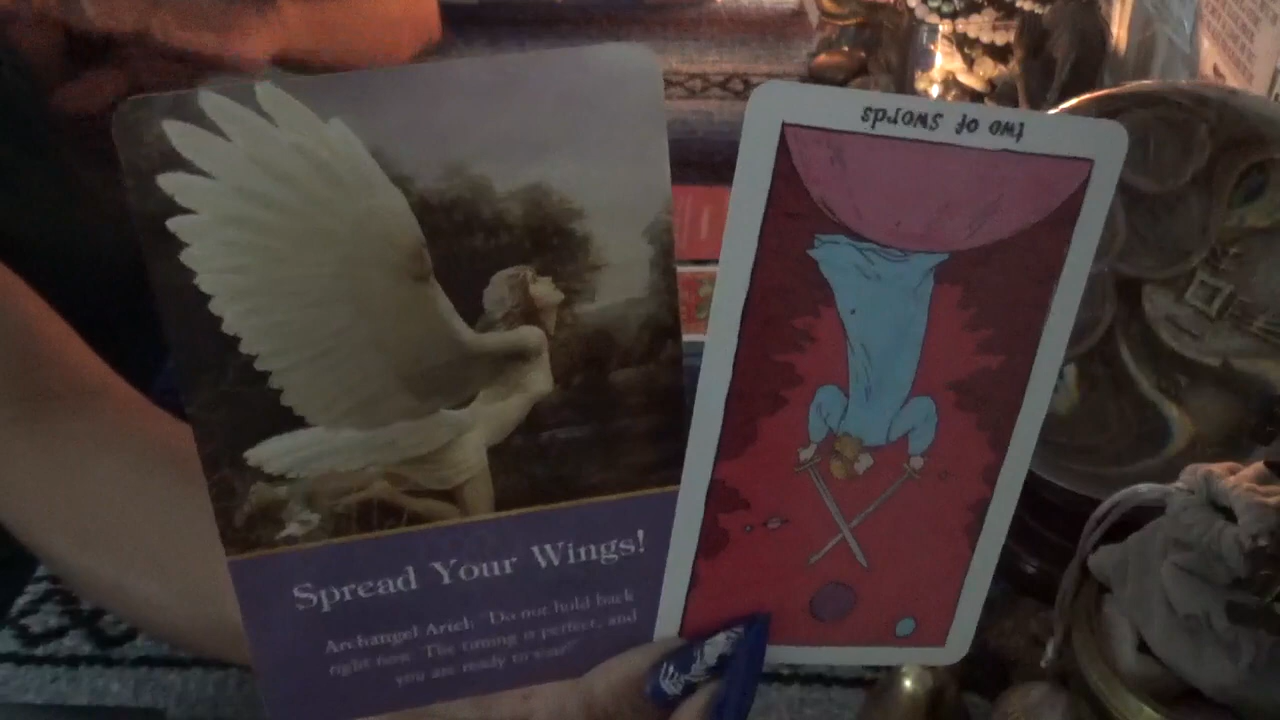 Spread Your Wings!
Archangel Ariel: "Do not hold back
right now. The timing is perfect, and
you are ready to soar!"
two of swords